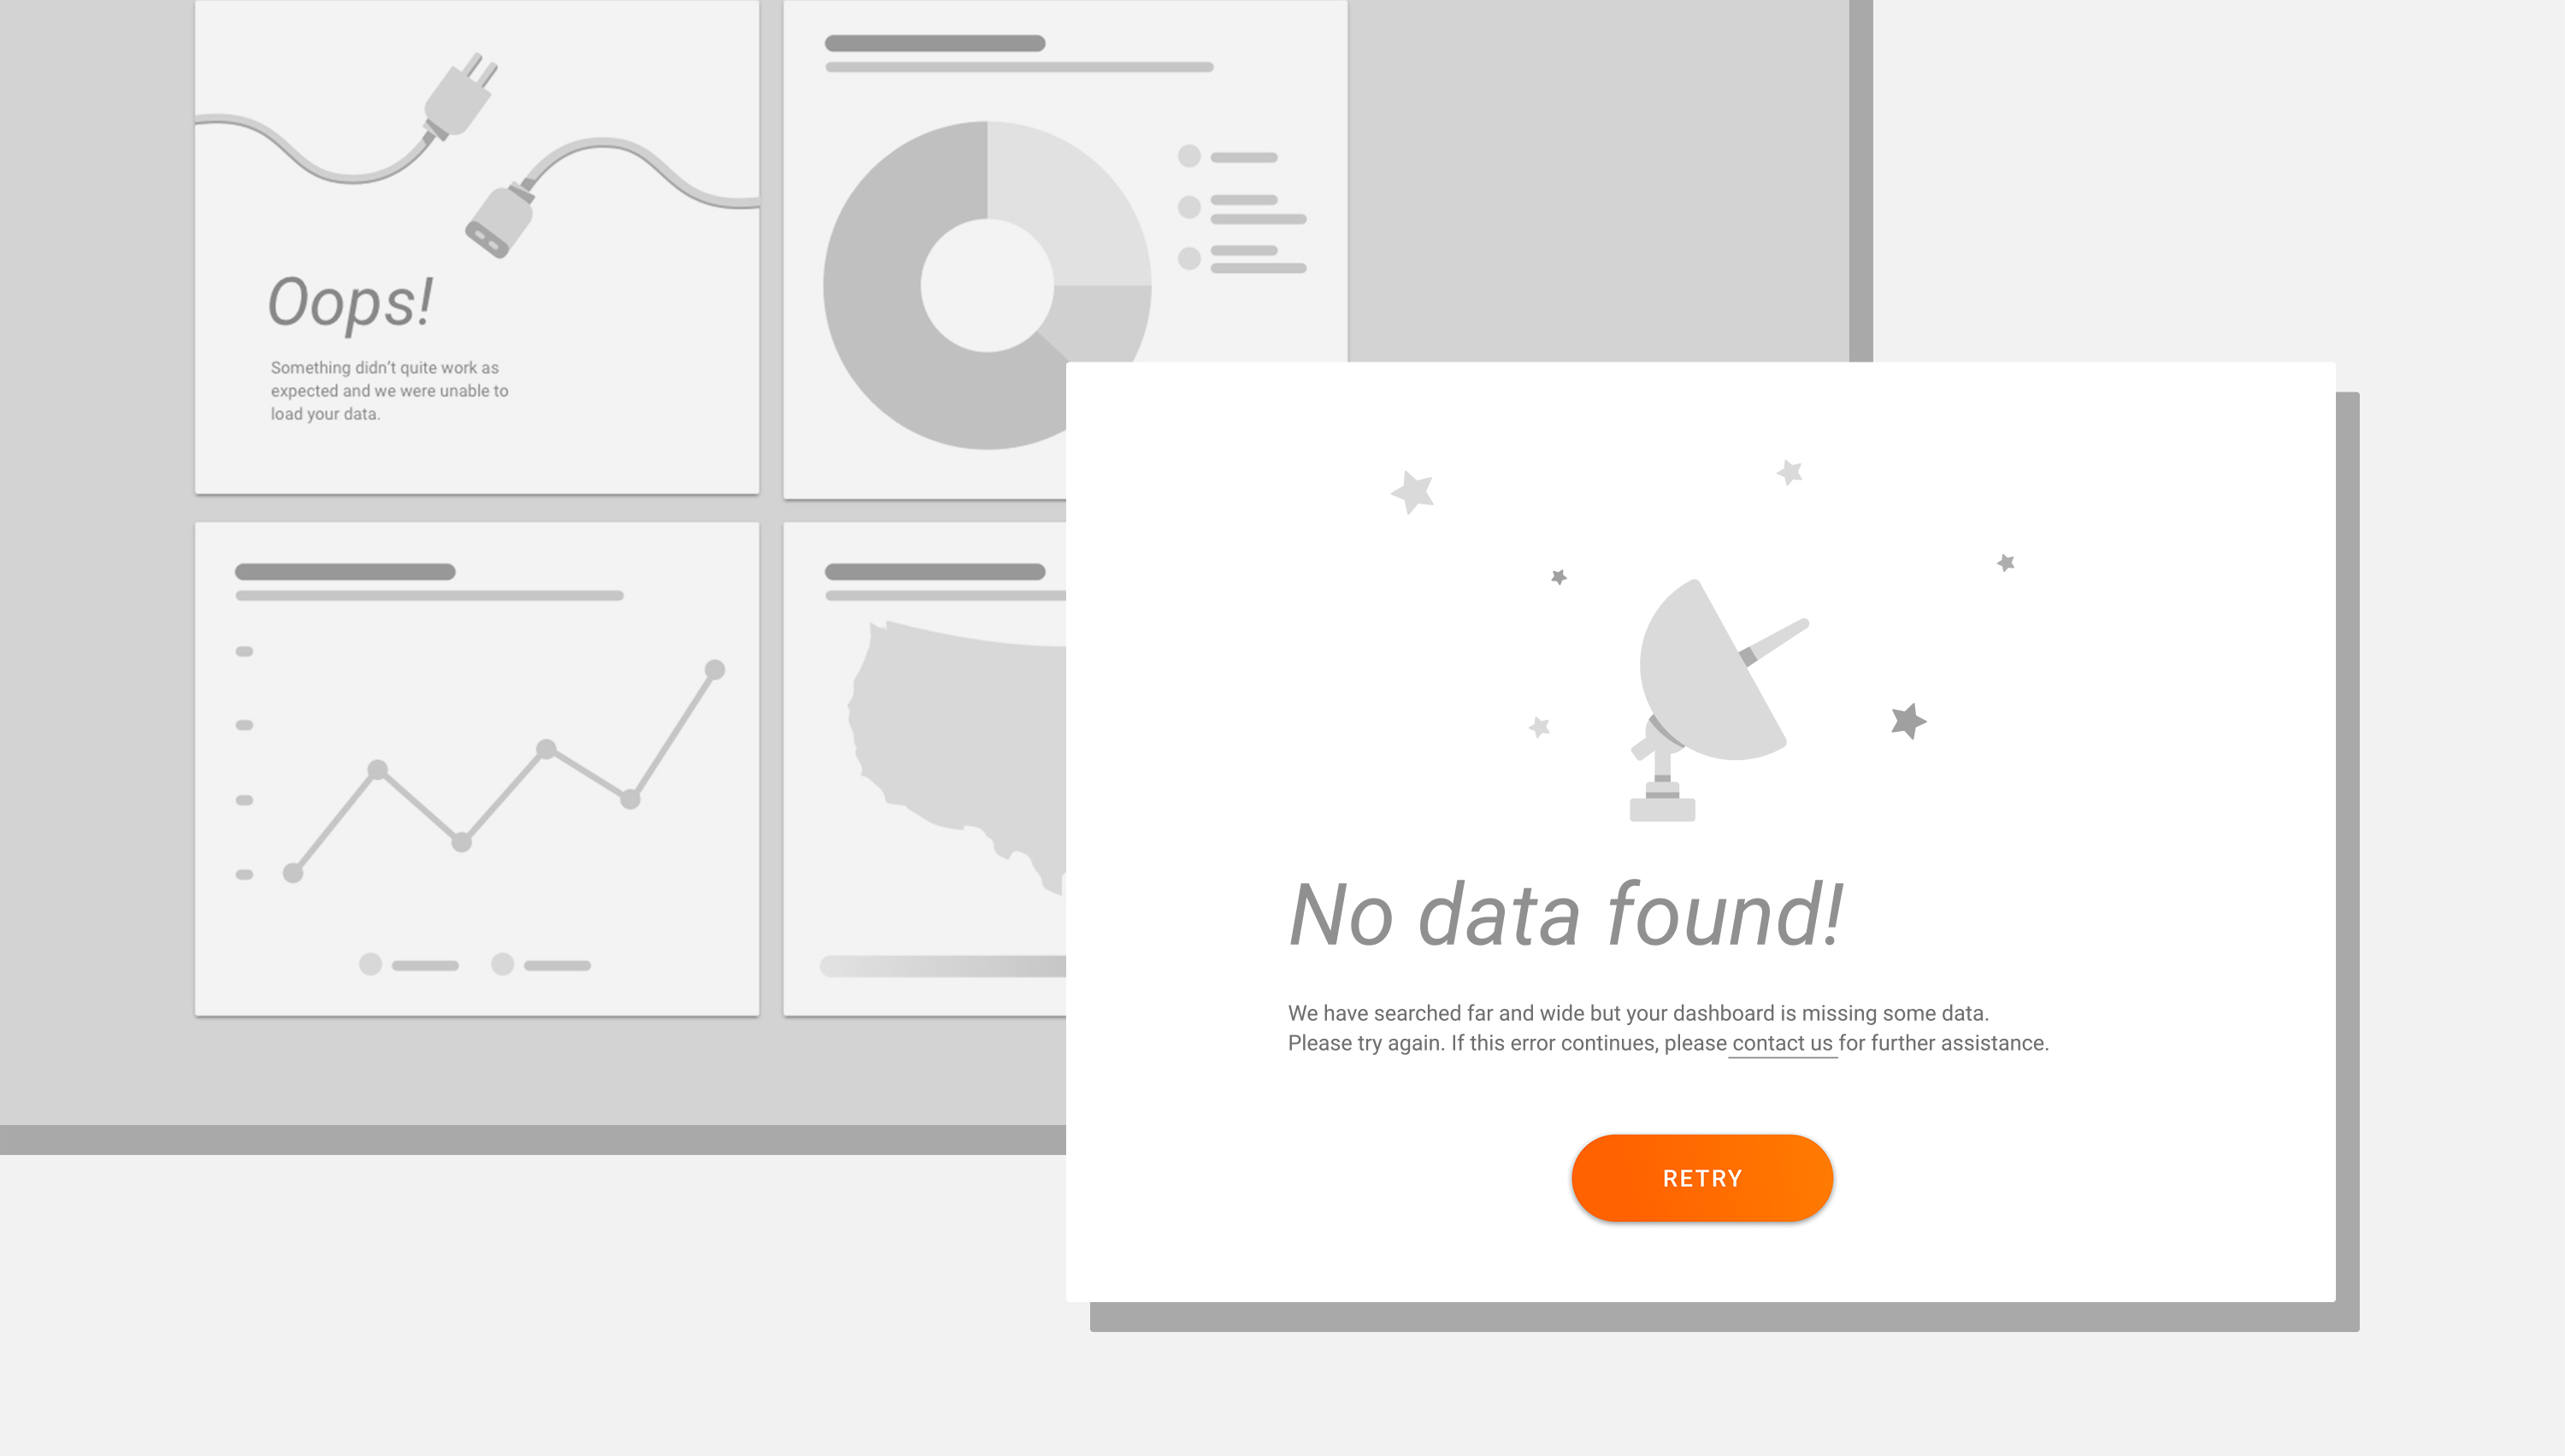 Oops!
Something didn’t quite work as
expected and we were unable to
load your data.
No data found!
We have searched far and wide but your dashboard is missing some data.
Please try again. If this error continues, please contact us for further assistance.
RETRY